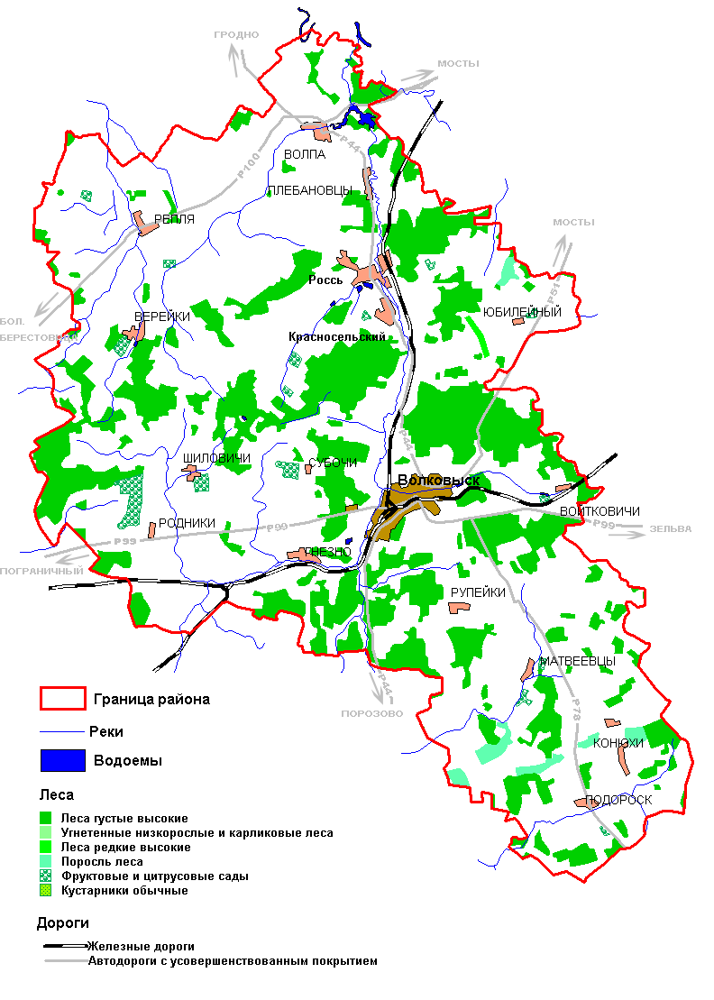 ГРОДНО
МОСТЫ
ВОЛПА
Р44
Р100
ПЛЕБАНОВЦЫ
РЕПЛЯ
МОСТЫ
Россь
Р51
ЮБИЛЕЙНЫЙ
ВЕРЕЙКИ
БОЛ.
БЕРЕСТОВИЦА
Красносельский
Р44
ШИЛОВИЧИ
СУБОЧИ
Волковыск
ВОЙТКОВИЧИ
РОДНИКИ
Р99
Р99
Р99
ЗЕЛЬВА
ГНЕЗНО
ПОГРАНИЧНЫЙ
РУПЕЙКИ
МАТВЕЕВЦЫ
Р44
ПОРОЗОВО
Р78
КОНЮХИ
ПОДОРОСК
Граница района
Реки
Водоемы
Леса
Леса густые высокие
Угнетенные низкорослые и карликовые леса
Леса редкие высокие
Поросль леса
Фруктовые и цитрусовые сады
Кустарники обычные
Дороги
Железные дороги
Автодороги с усовершенствованным покрытием